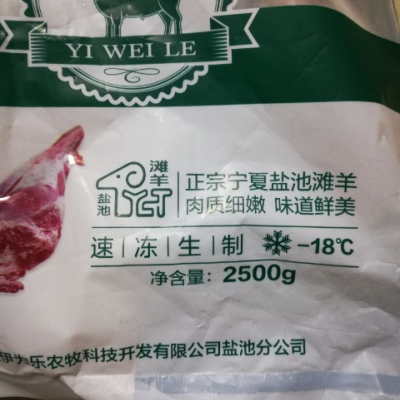 YI WEI LE
盐池 滩羊
正宗宁夏盐池滩羊
肉质细嫩 味道鲜美
速|冻|生|制 -18℃
净含量: 2500g
为乐农牧科技开发有限公司盐池分公司